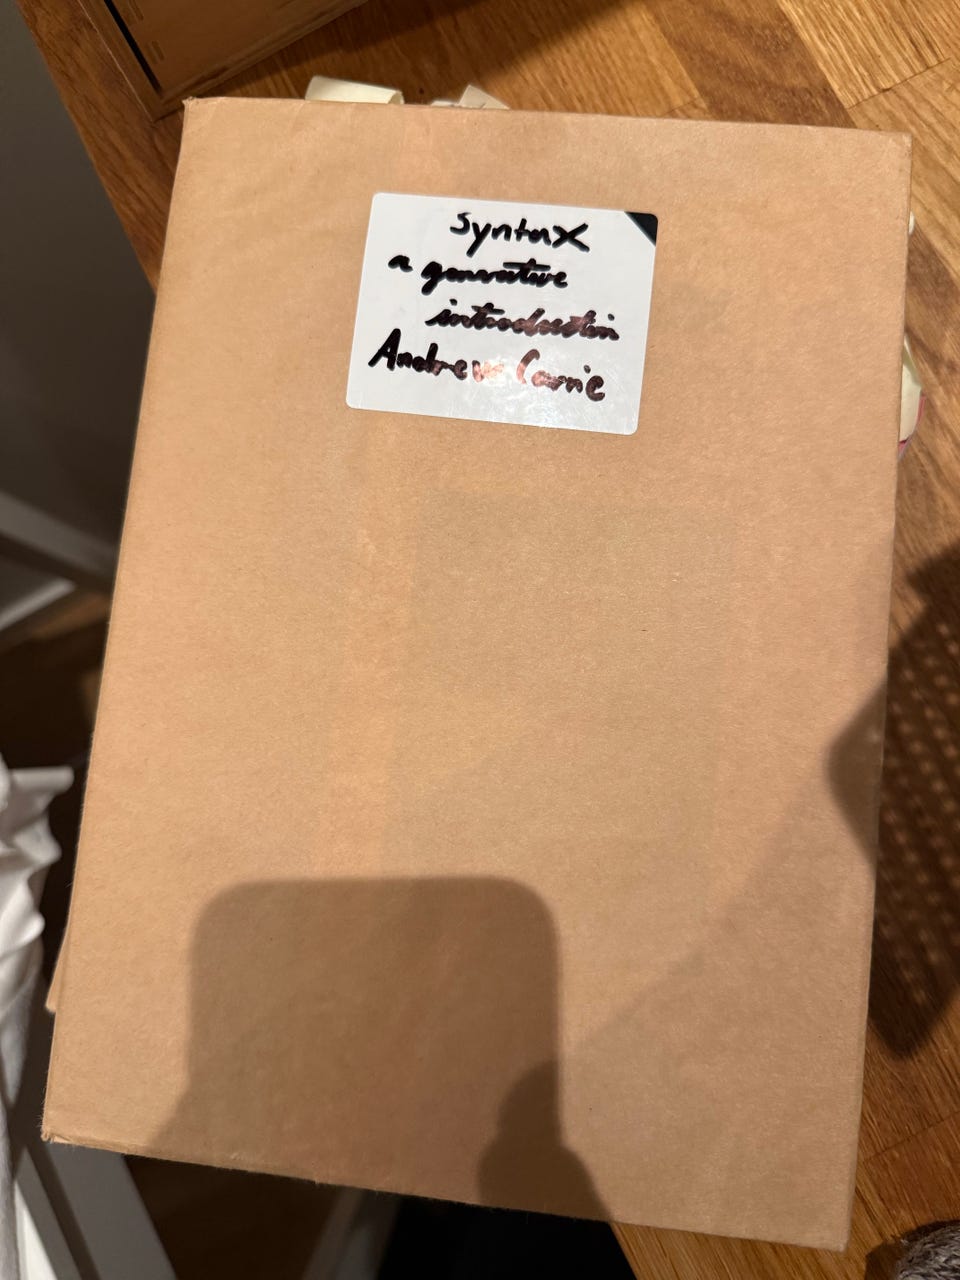 Syntax
a generative
introduction
Andrew Carnie